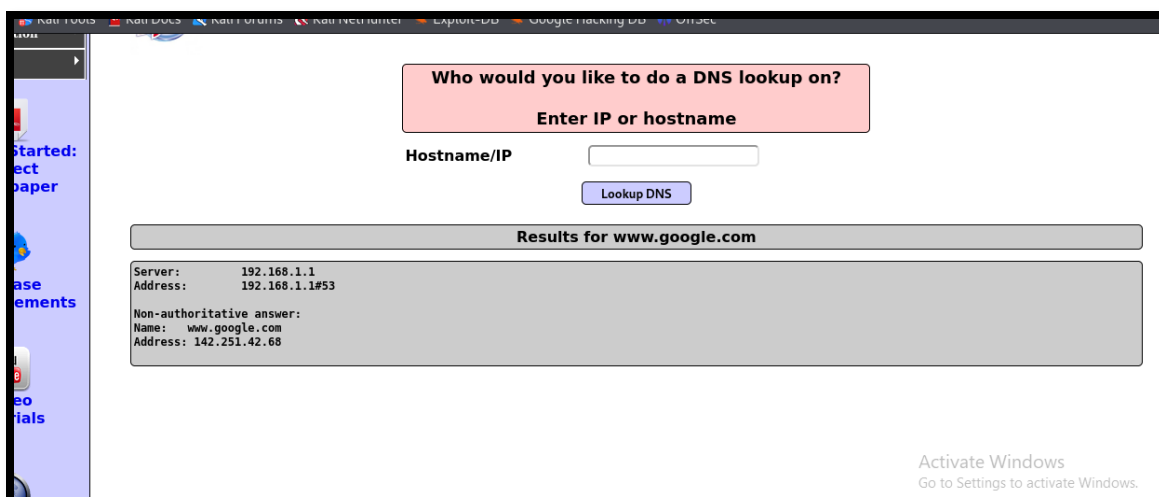 Kali Tools Kali Docs Kali Forums Kali NetHunter Exploit-DB Google Hacking DB OffSec
Started:
ect
paper
ase
ements
eo
rials
Who would you like to do a DNS lookup on?
Enter IP or hostname
Hostname/IP
Lookup DNS
Results for www.google.com
Server: 192.168.1.1
Address: 192.168.1.1#53
Non-authoritative answer:
Name: www.google.com
Address: 142.251.42.68
Activate Windows
Go to Settings to activate Windows.